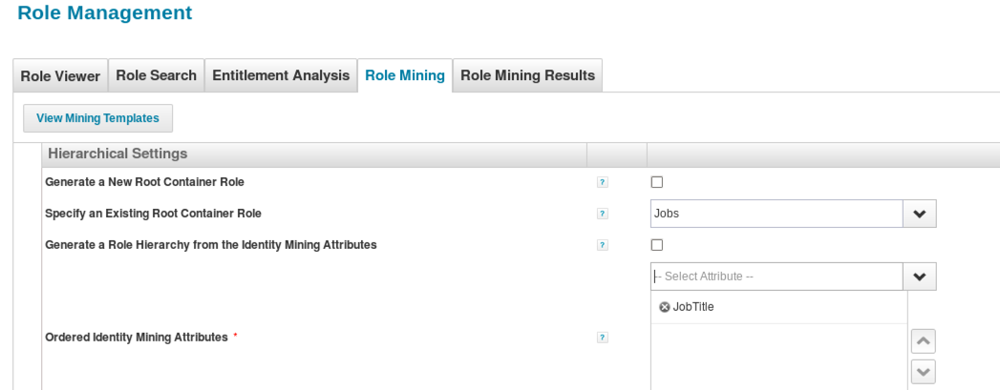 Role Management
Role Viewer Role Search Entitlement Analysis Role Mining Role Mining Results
View Mining Templates
Hierarchical Settings
Generate a New Root Container Role ?
Specify an Existing Root Container Role ? Jobs
Generate a Role Hierarchy from the Identity Mining Attributes ?
-- Select Attribute --
JobTitle
Ordered Identity Mining Attributes * ?